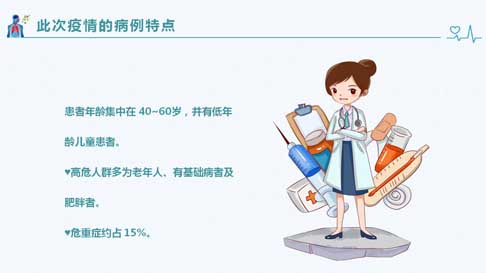 此次疫情的病例特点
患者年龄集中在 40~60岁，并有低年
龄儿童患者。
♥高危人群多为老年人、有基础病者及
肥胖者。
♥危重症约占 15%。